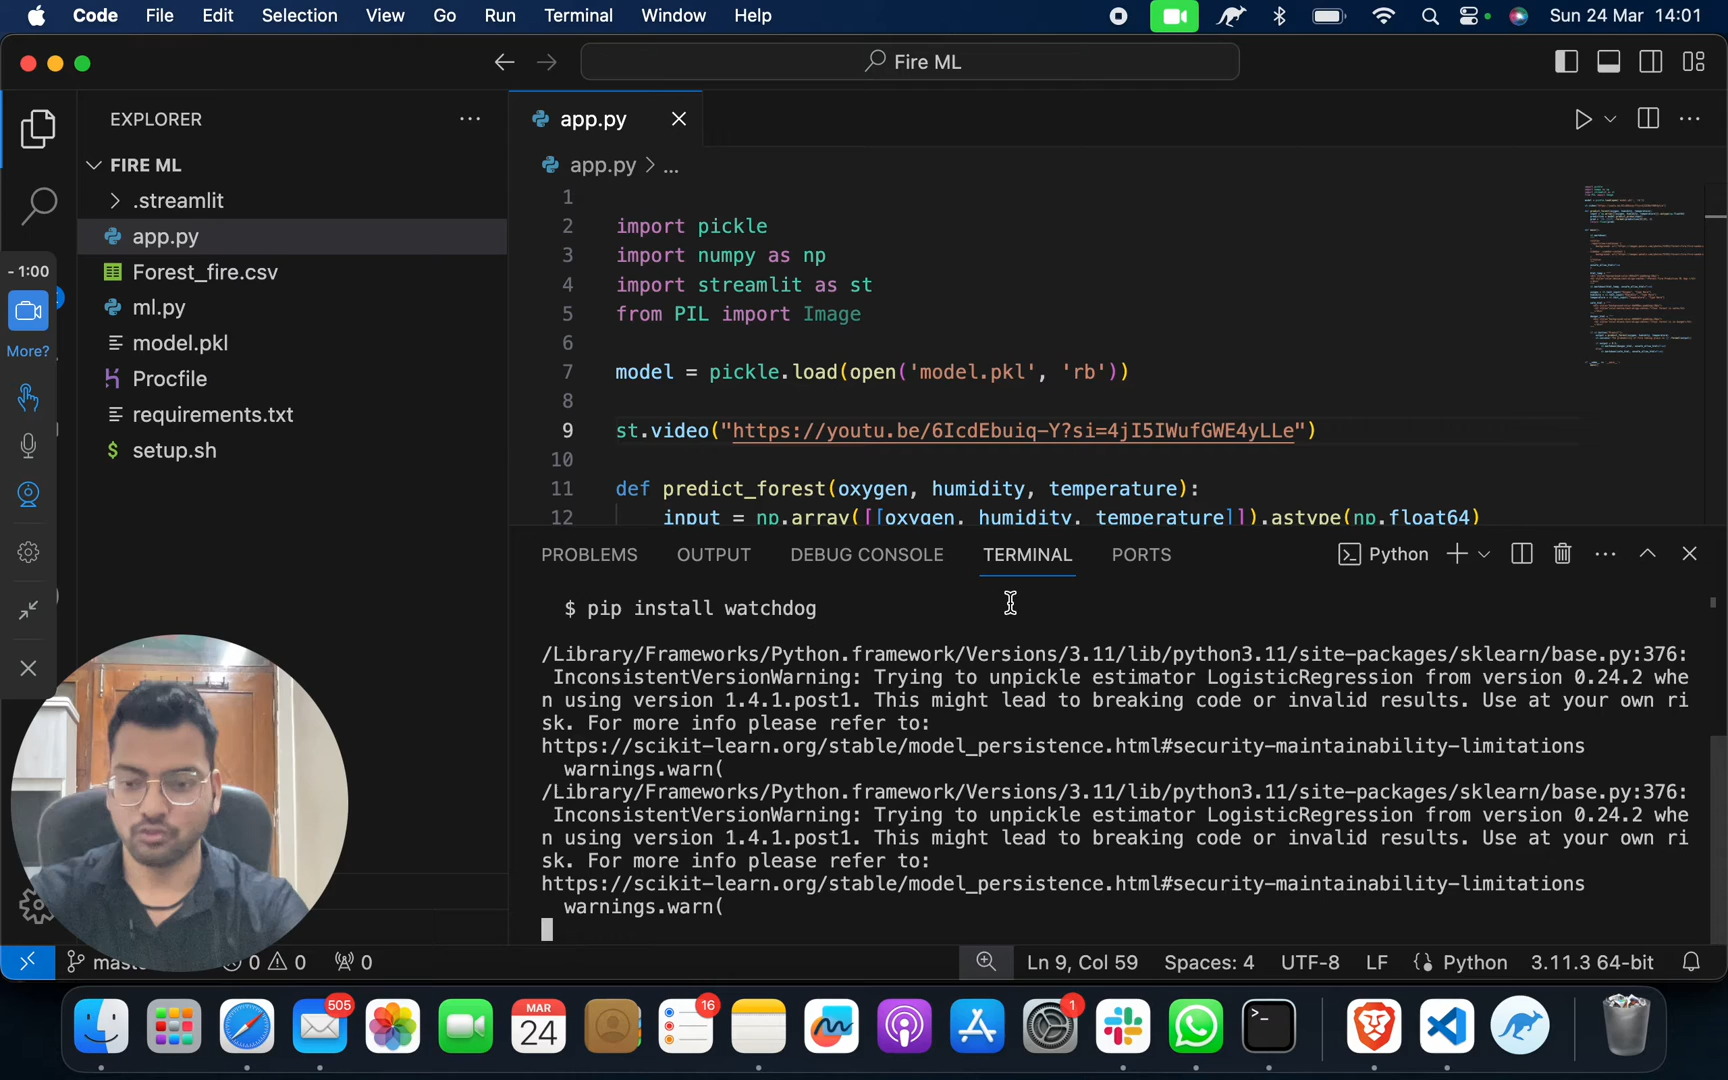 Code File Edit Selection View Go Run Terminal Window Help Sun 24 Mar 14:01
Fire ML
EXPLORER
FIRE ML
.streamlit
app.py
Forest_fire.csv
ml.py
model.pkl
Procfile
requirements.txt
setup.sh
- 1:00
More?
app.py
app.py > ...
1
2 import pickle
3 import numpy as np
4 import streamlit as st
5 from PIL import Image
6
7 model = pickle.load(open('model.pkl', 'rb'))
8
9 st.video("https://youtu.be/6IcdEbuiq-Y?si=4jI5IWufGWE4yLLe")
10
11 def predict_forest(oxygen, humidity, temperature):
12 input = np.array([[oxygen, humidity, temperature]]).astype(np.float64)
PROBLEMS OUTPUT DEBUG CONSOLE TERMINAL PORTS Python
$ pip install watchdog
/Library/Frameworks/Python.framework/Versions/3.11/lib/python3.11/site-packages/sklearn/base.py:376:
InconsistentVersionWarning: Trying to unpickle estimator LogisticRegression from version 0.24.2 whe
n using version 1.4.1.post1. This might lead to breaking code or invalid results. Use at your own ri
sk. For more info please refer to:
https://scikit-learn.org/stable/model_persistence.html#security-maintainability-limitations
warnings.warn(
/Library/Frameworks/Python.framework/Versions/3.11/lib/python3.11/site-packages/sklearn/base.py:376:
InconsistentVersionWarning: Trying to unpickle estimator LogisticRegression from version 0.24.2 whe
n using version 1.4.1.post1. This might lead to breaking code or invalid results. Use at your own ri
sk. For more info please refer to:
https://scikit-learn.org/stable/model_persistence.html#security-maintainability-limitations
warnings.warn(
0 0 0 Ln 9, Col 59 Spaces: 4 UTF-8 LF Python 3.11.3 64-bit
505
MAR
24
16
1